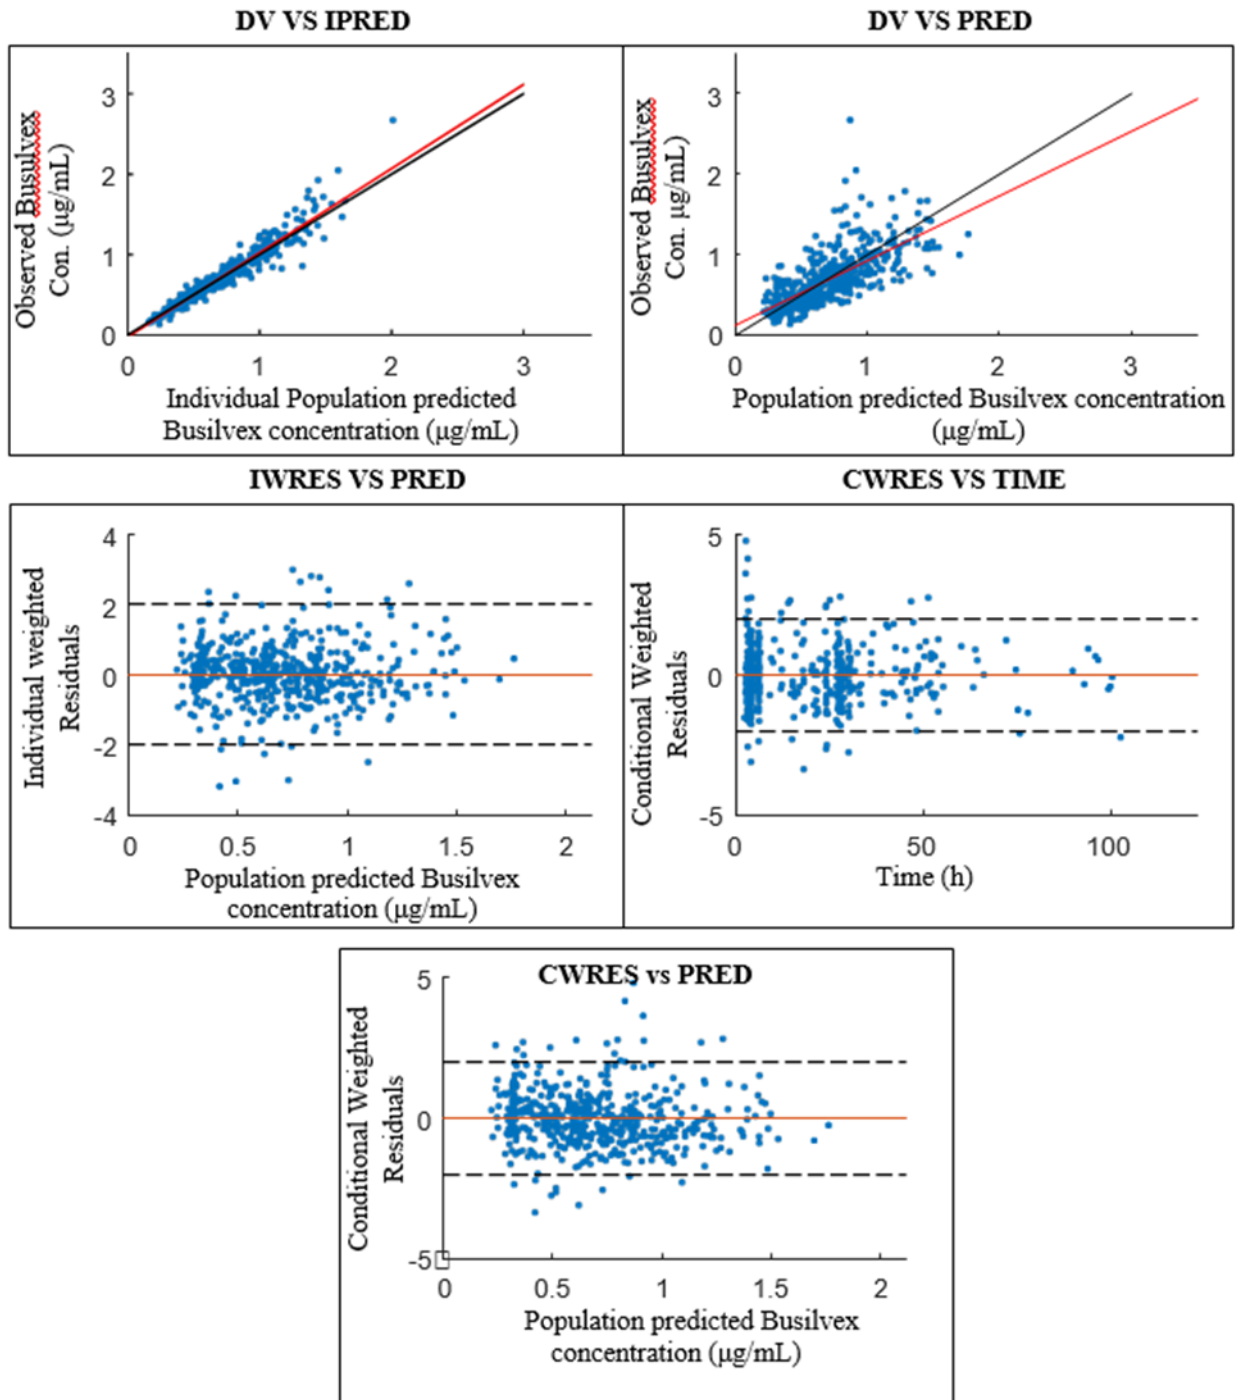 DV VS IPRED
DV VS PRED
Observed Busulvex
Con. (µg/mL)
3
2
1
0
0 1 2 3
Individual Population predicted
Busilvex concentration (µg/mL)
Observed Busulvex
Con. µg/mL)
3
2
1
0
0 1 2 3
Population predicted Busilvex concentration
(µg/mL)
IWRES VS PRED
CWRES VS TIME
Individual weighted
Residuals
4
2
0
-2
-4
0 0.5 1 1.5 2
Population predicted Busilvex
concentration (µg/mL)
Conditional Weighted
Residuals
5
0
-5
0 50 100
Time (h)
CWRES vs PRED
Conditional Weighted
Residuals
5
0
-5
0 0.5 1 1.5 2
Population predicted Busilvex
concentration (µg/mL)